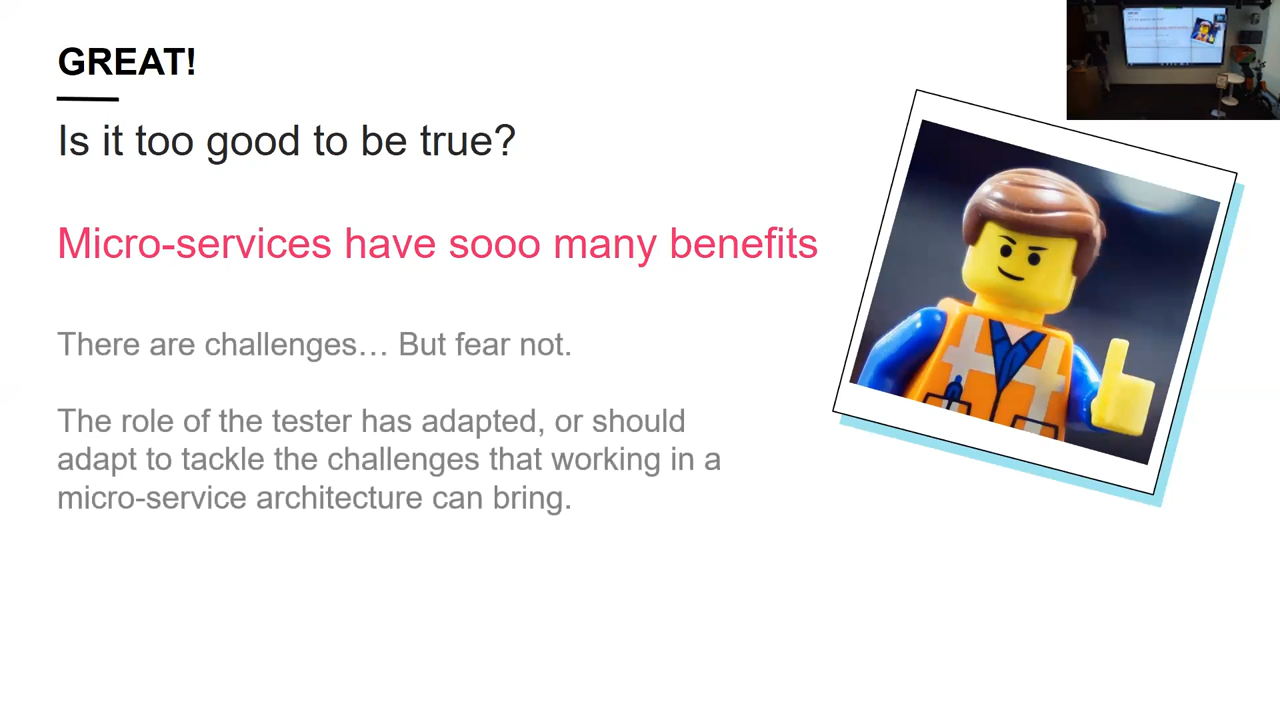 GREAT!
Is it too good to be true?
Micro-services have sooo many benefits
There are challenges… But fear not.
The role of the tester has adapted, or should
adapt to tackle the challenges that working in a
micro-service architecture can bring.